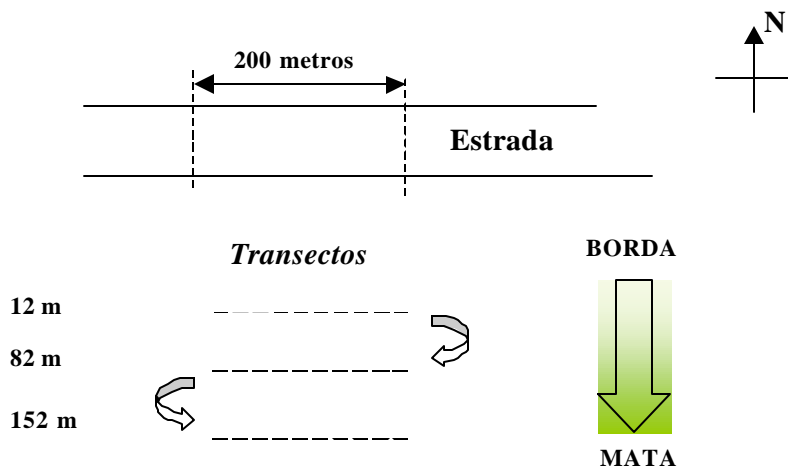 N
200 metros
Estrada
Transectos
BORDA
12 m
82 m
152 m
MATA